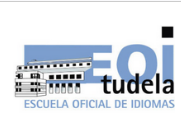 EOI
tudela
ESCUELA OFICIAL DE IDIOMAS